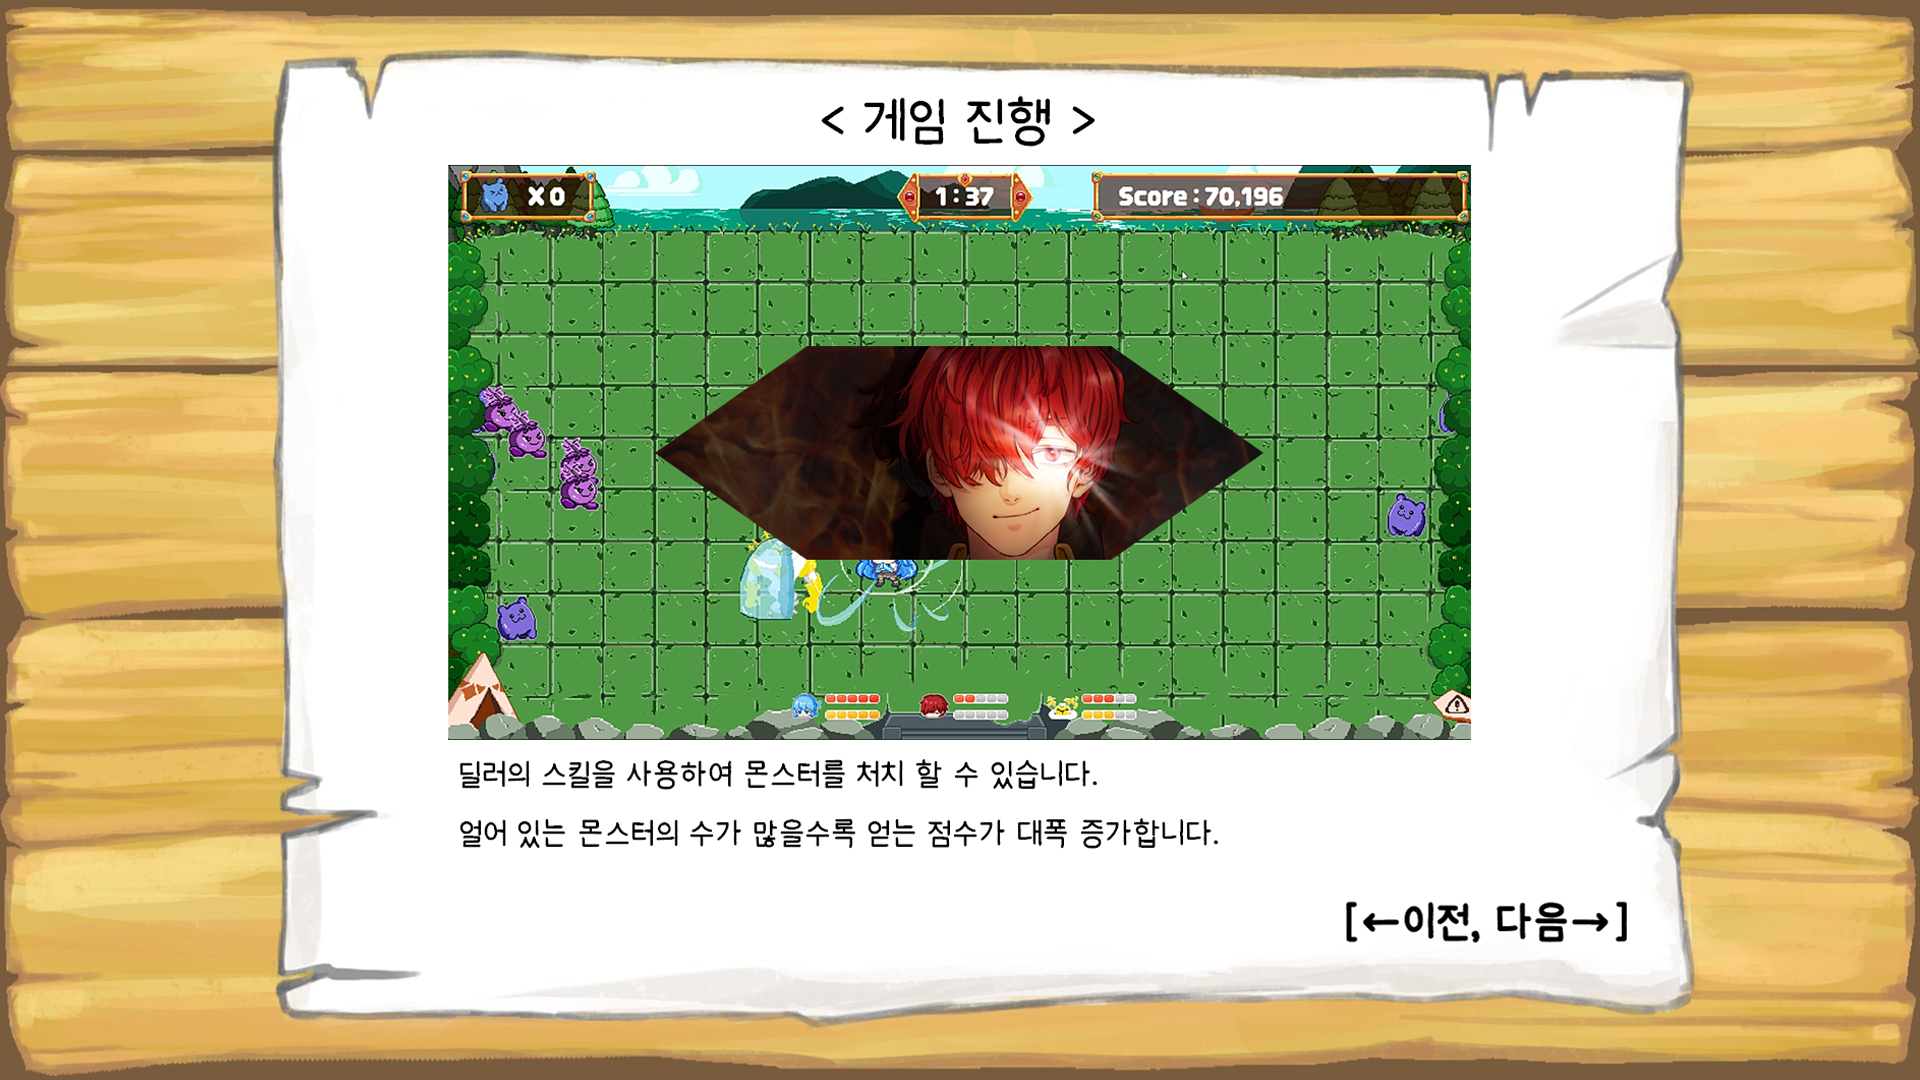 < 게임 진행 >
X 0
1 : 37
Score : 70,196
딜러의 스킬을 사용하여 몬스터를 처치 할 수 있습니다.
얼어 있는 몬스터의 수가 많을수록 얻는 점수가 대폭 증가합니다.
[←이전, 다음→]